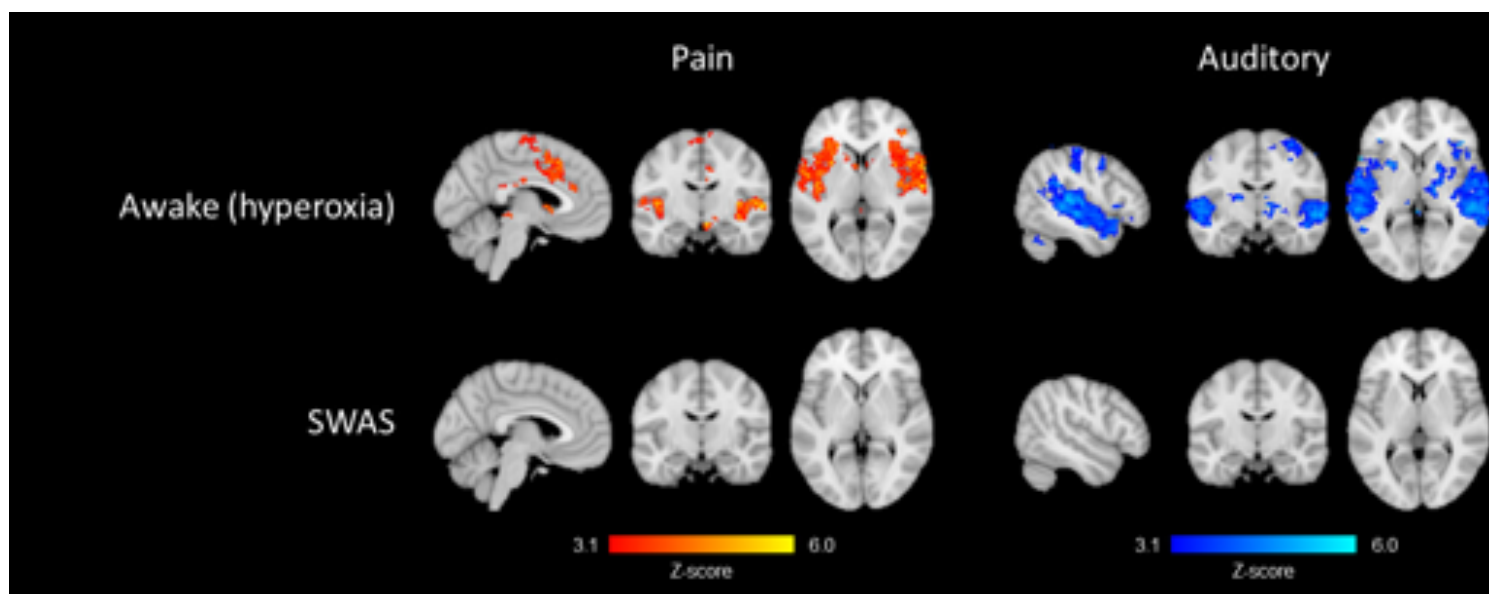 Pain
Auditory
Awake (hyperoxia)
SWAS
3.1 6.0
Z-score
3.1 6.0
Z-score